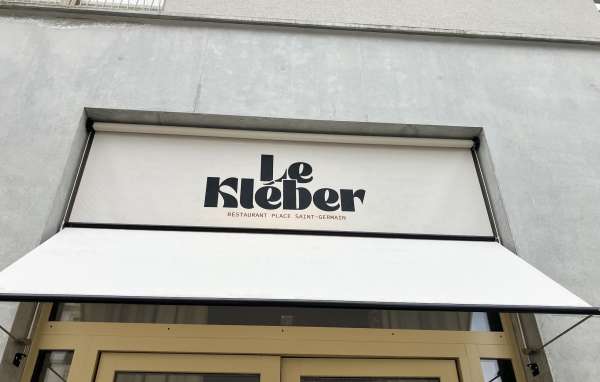 Le
Kléber
RESTAURANT PLACE SAINT-GERMAIN